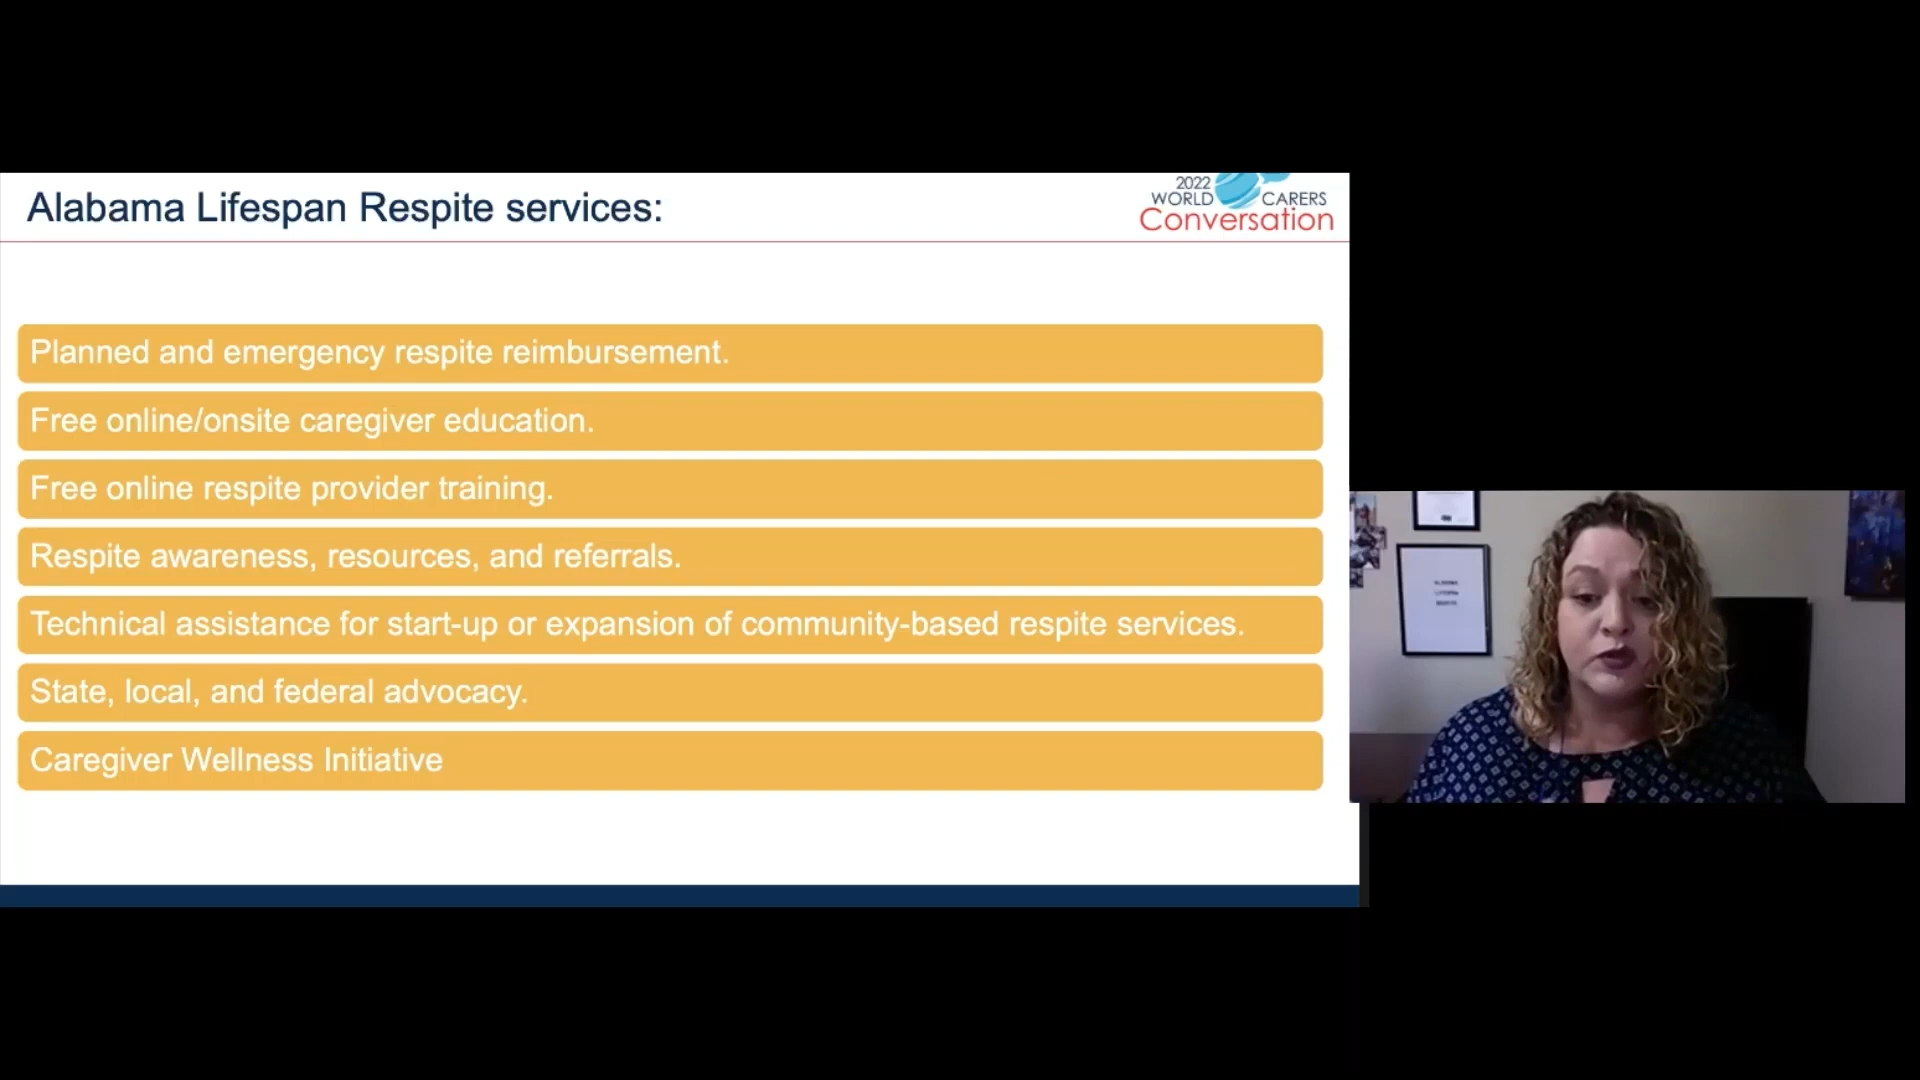 Alabama Lifespan Respite services:
2022
WORLD CARERS
Conversation
Planned and emergency respite reimbursement.
Free online/onsite caregiver education.
Free online respite provider training.
Respite awareness, resources, and referrals.
Technical assistance for start-up or expansion of community-based respite services.
State, local, and federal advocacy.
Caregiver Wellness Initiative